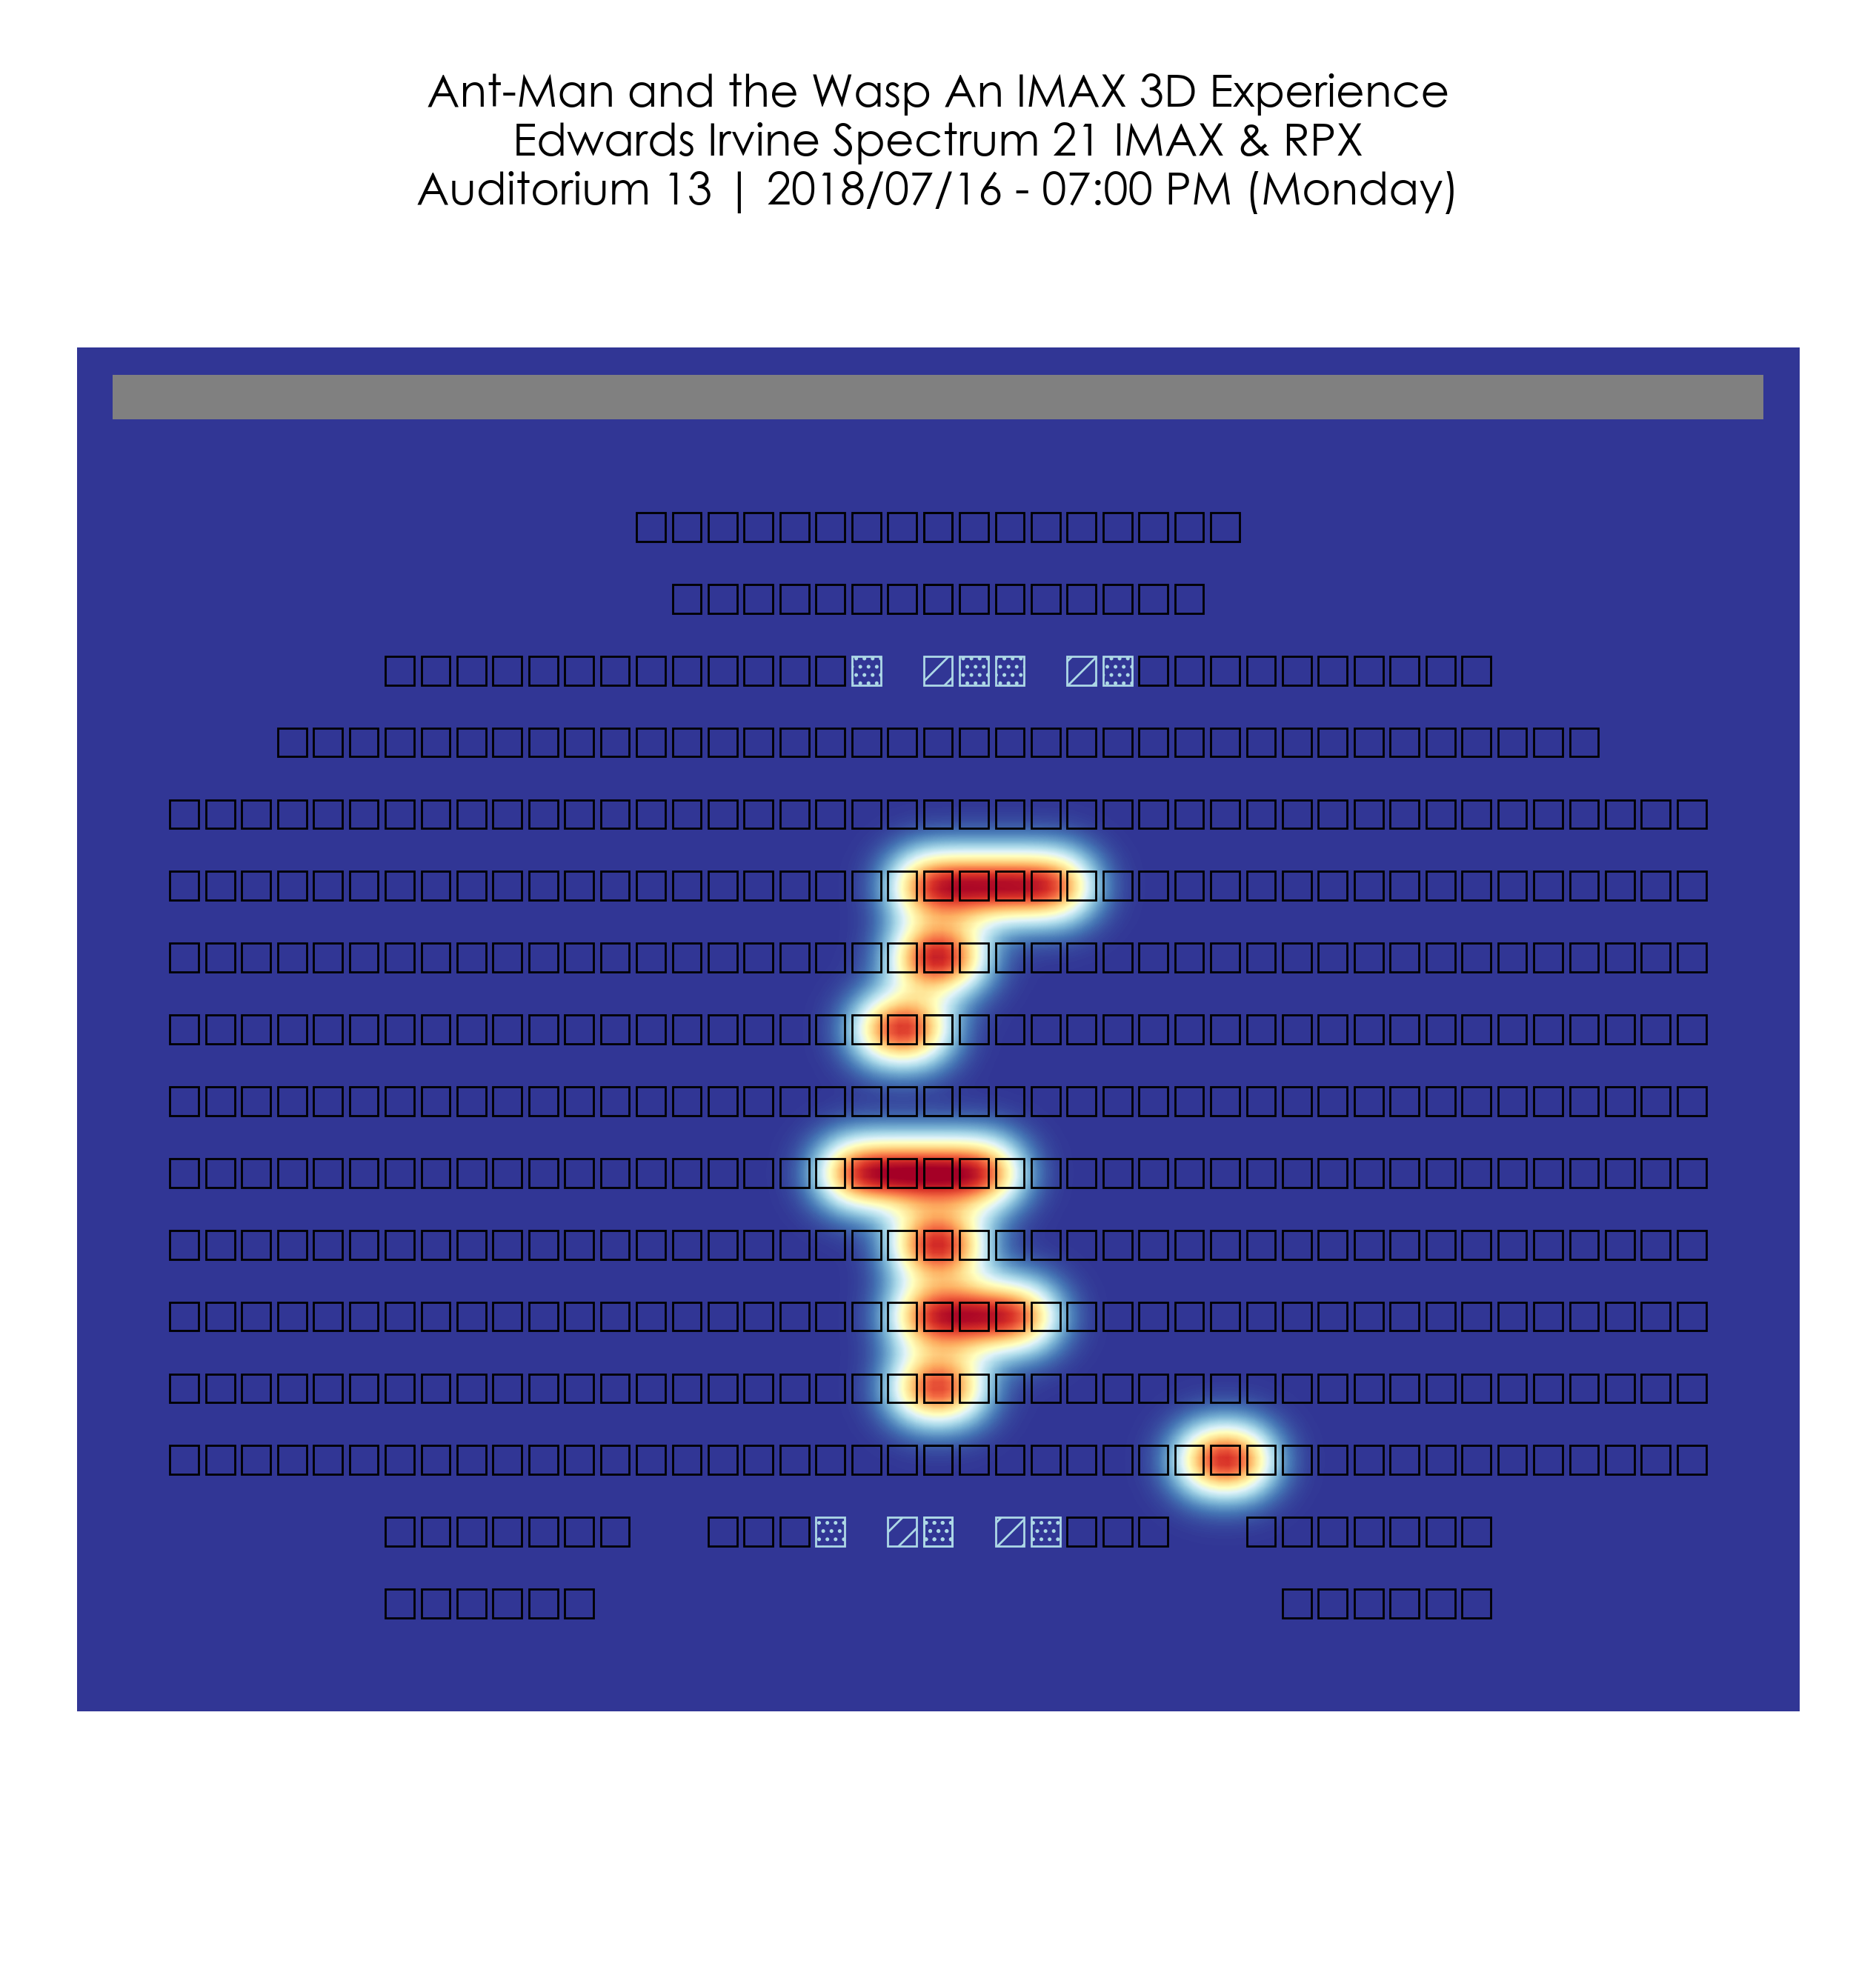 Ant-Man and the Wasp An IMAX 3D Experience
Edwards Irvine Spectrum 21 IMAX & RPX
Auditorium 13 | 2018/07/16 - 07:00 PM (Monday)